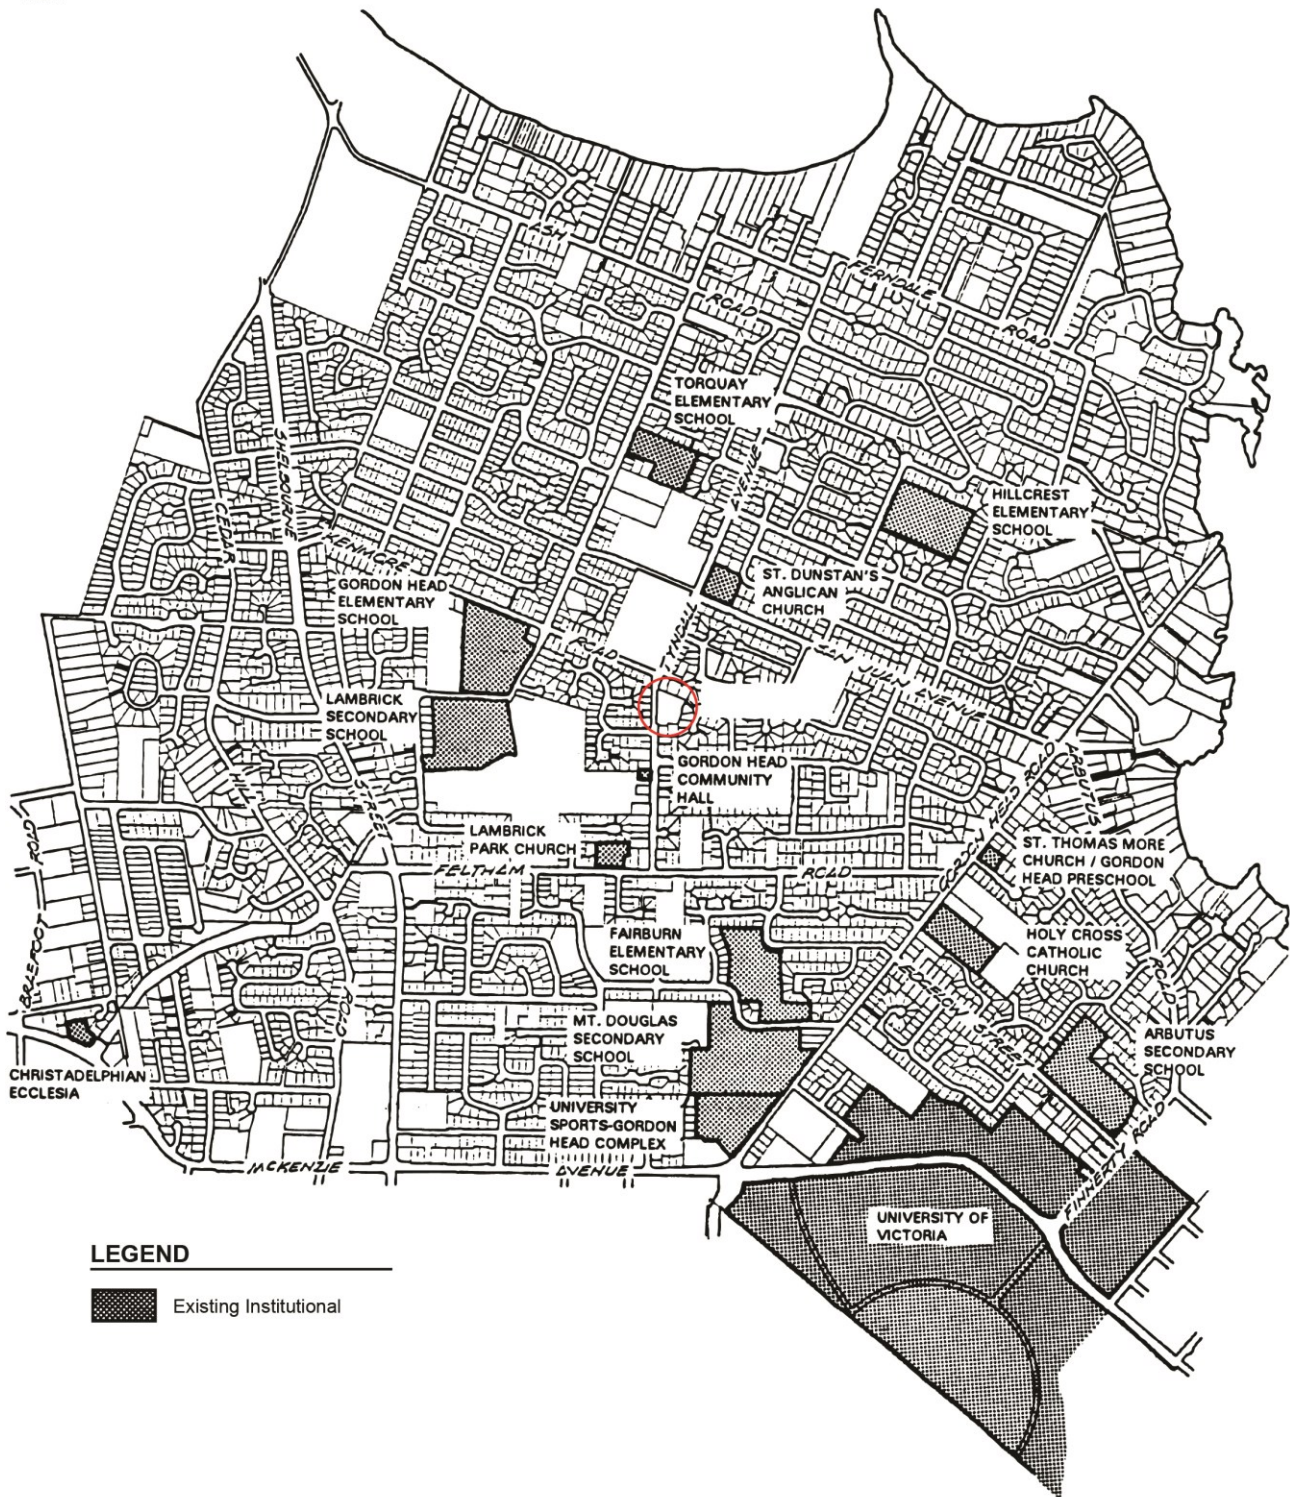 ASH
ROAD
FERNDALE
ROAD
TORQUAY
ELEMENTARY
SCHOOL
AVENUE
SHELBOURNE
CEDAR
HILLCREST
ELEMENTARY
SCHOOL
KENMORE
GORDON HEAD
ELEMENTARY
SCHOOL
ST. DUNSTAN'S
ANGLICAN
CHURCH
TYNDALL
ROAD
SAN JUAN AVENUE
LAMBRICK
SECONDARY
SCHOOL
GORDON HEAD
COMMUNITY
HALL
HEAD ROAD
ARBUTUS
HILL
STREET
LAMBRICK
PARK CHURCH
FELTHAM
ROAD
ST. THOMAS MORE
CHURCH / GORDON
HEAD PRESCHOOL
ROAD
FAIRBURN
ELEMENTARY
SCHOOL
HOLY CROSS
CATHOLIC
CHURCH
ROAD
BRAEFOOT
ROAD
STREET
MT. DOUGLAS
SECONDARY
SCHOOL
ARBUTUS
SECONDARY
SCHOOL
CHRISTADELPHIAN
ECCLESIA
UNIVERSITY
SPORTS-GORDON
HEAD COMPLEX
MCKENZIE
AVENUE
FINNERTY ROAD
UNIVERSITY OF
VICTORIA
LEGEND
Existing Institutional